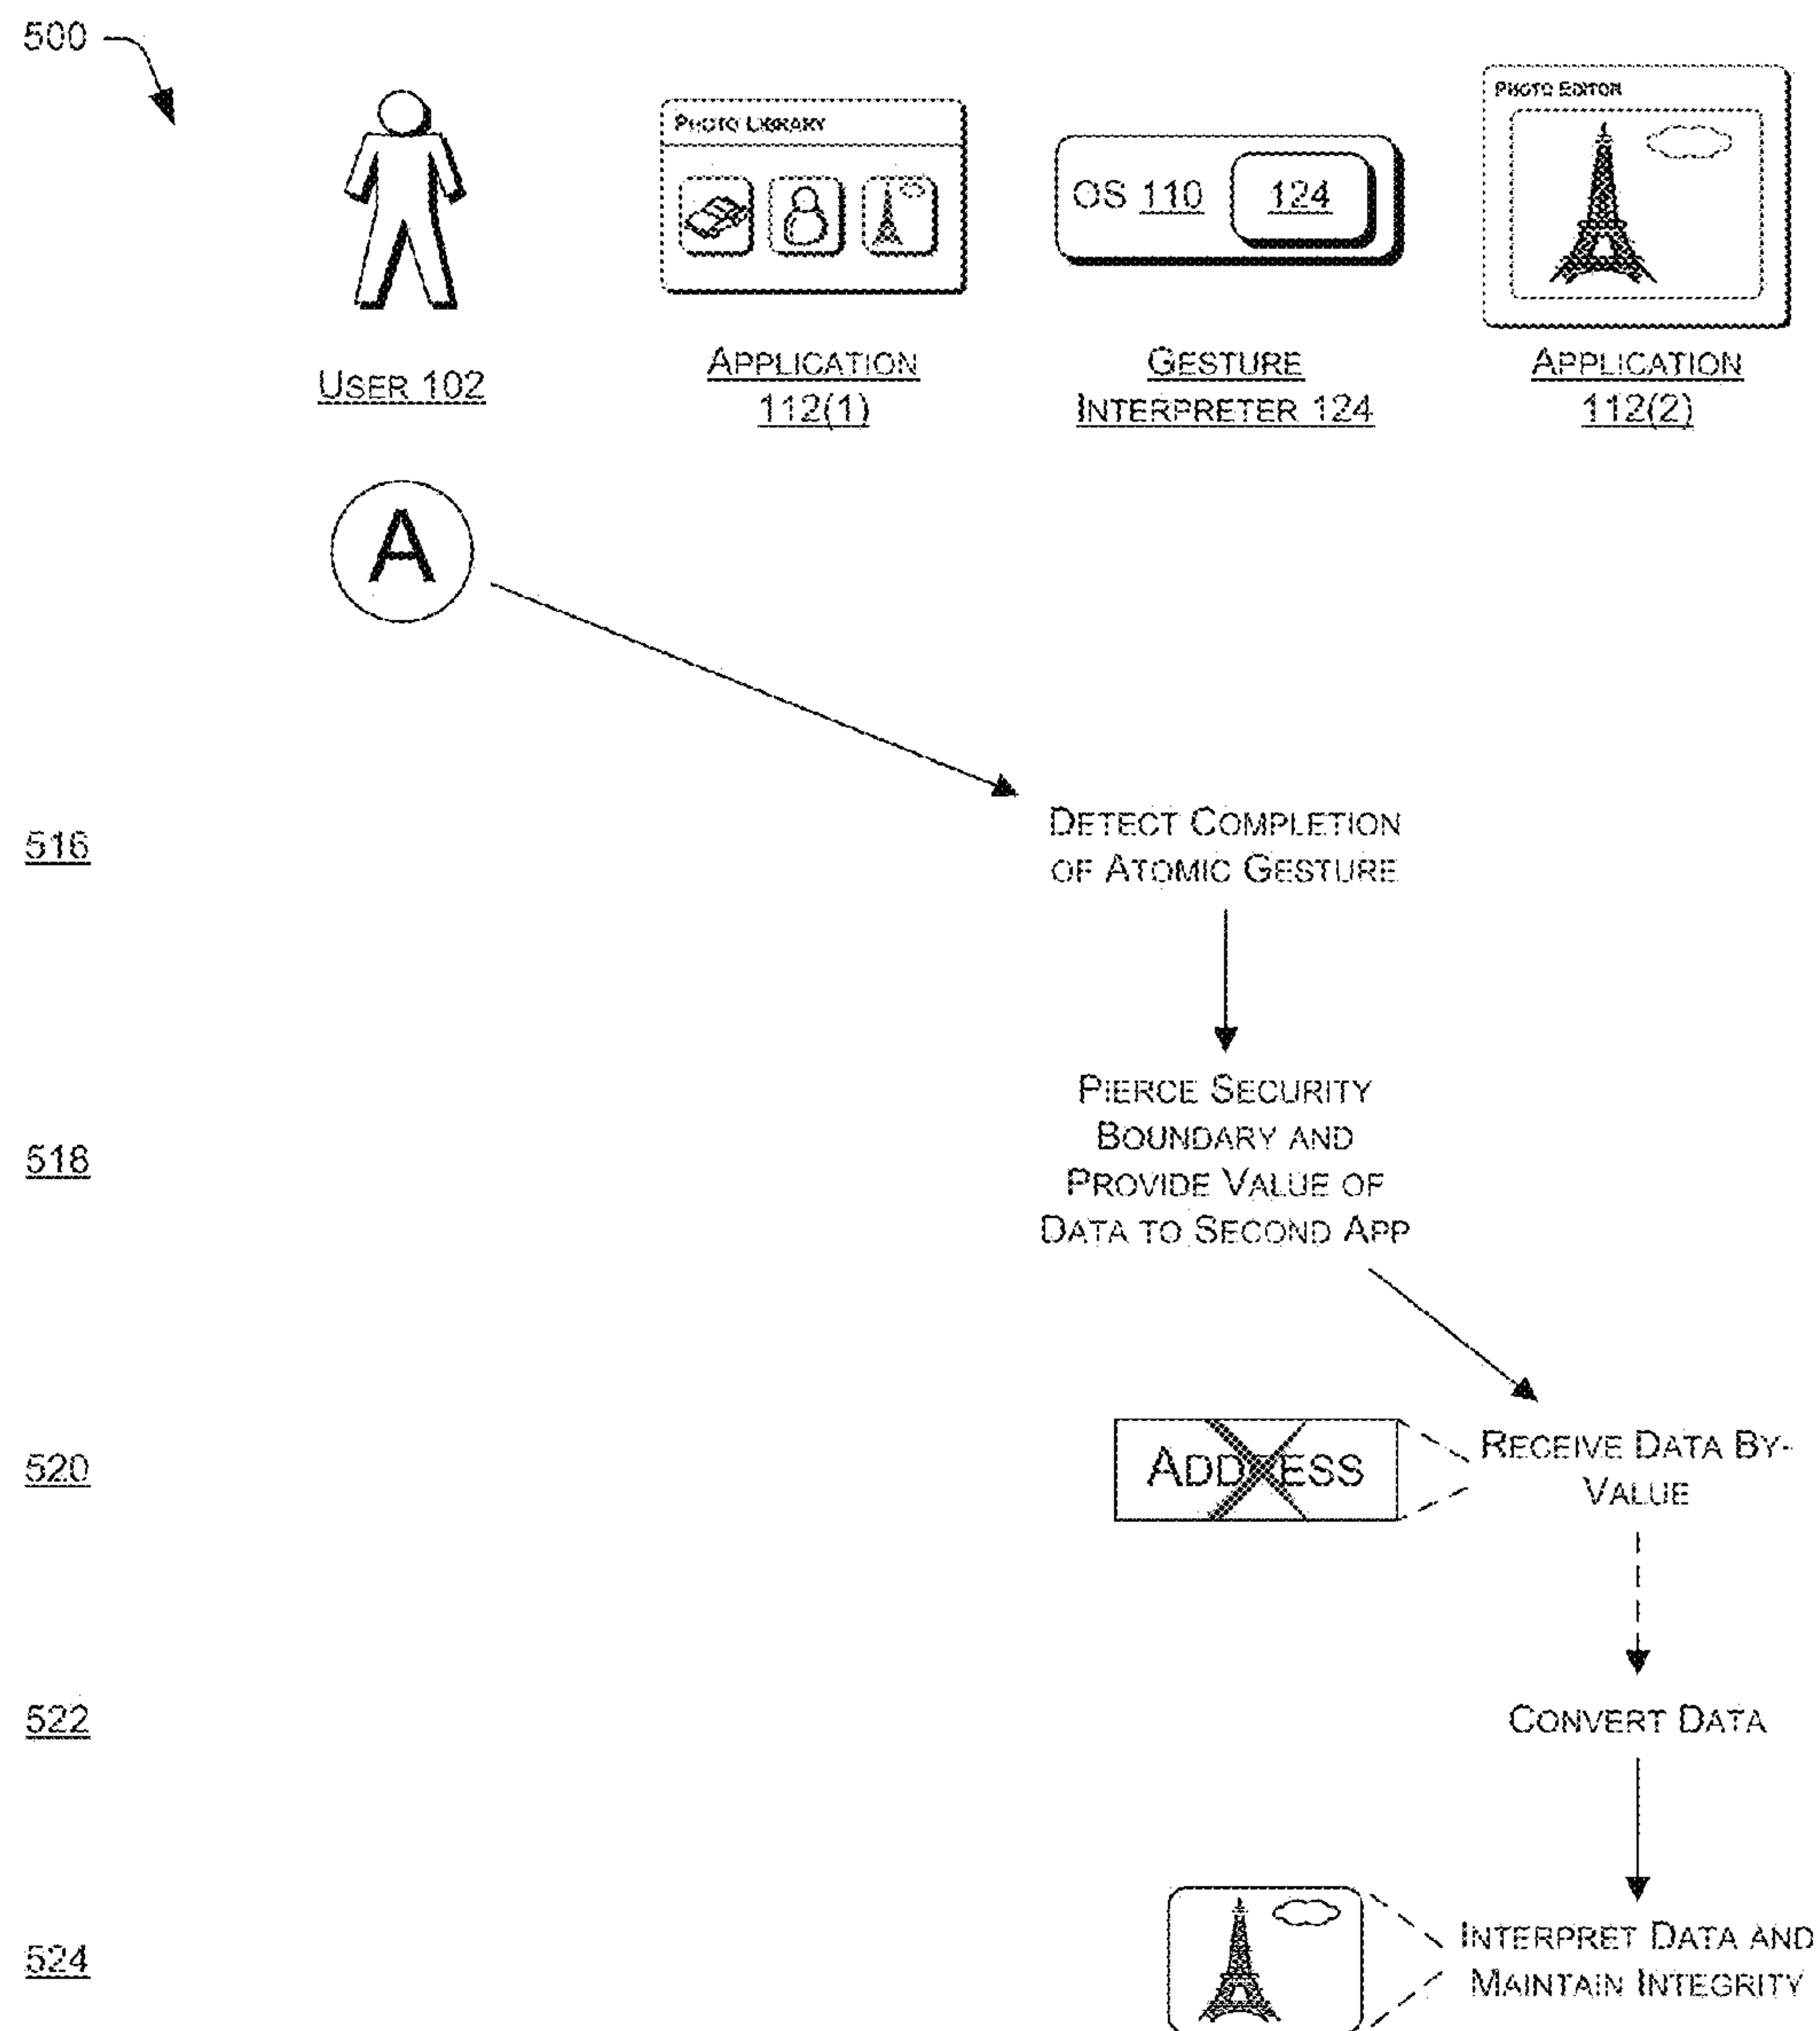 500
PHOTO LIBRARY
OS 110
124
PHOTO EDITOR
USER 102
APPLICATION
112(1)
GESTURE
INTERPRETER 124
APPLICATION
112(2)
A
516
DETECT COMPLETION
OF ATOMIC GESTURE
518
PIERCE SECURITY
BOUNDARY AND
PROVIDE VALUE OF
DATA TO SECOND APP
520
ADDRESS
RECEIVE DATA BY-
VALUE
522
CONVERT DATA
524
INTERPRET DATA AND
MAINTAIN INTEGRITY